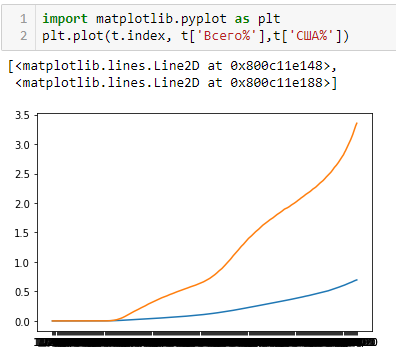 1 import matplotlib.pyplot as plt
2 plt.plot(t.index, t['Всего%'],t['США%'])
[<matplotlib.lines.Line2D at 0x800c11e148>,
<matplotlib.lines.Line2D at 0x800c11e188>]
3.5
3.0
2.5
2.0
1.5
1.0
0.5
0.0